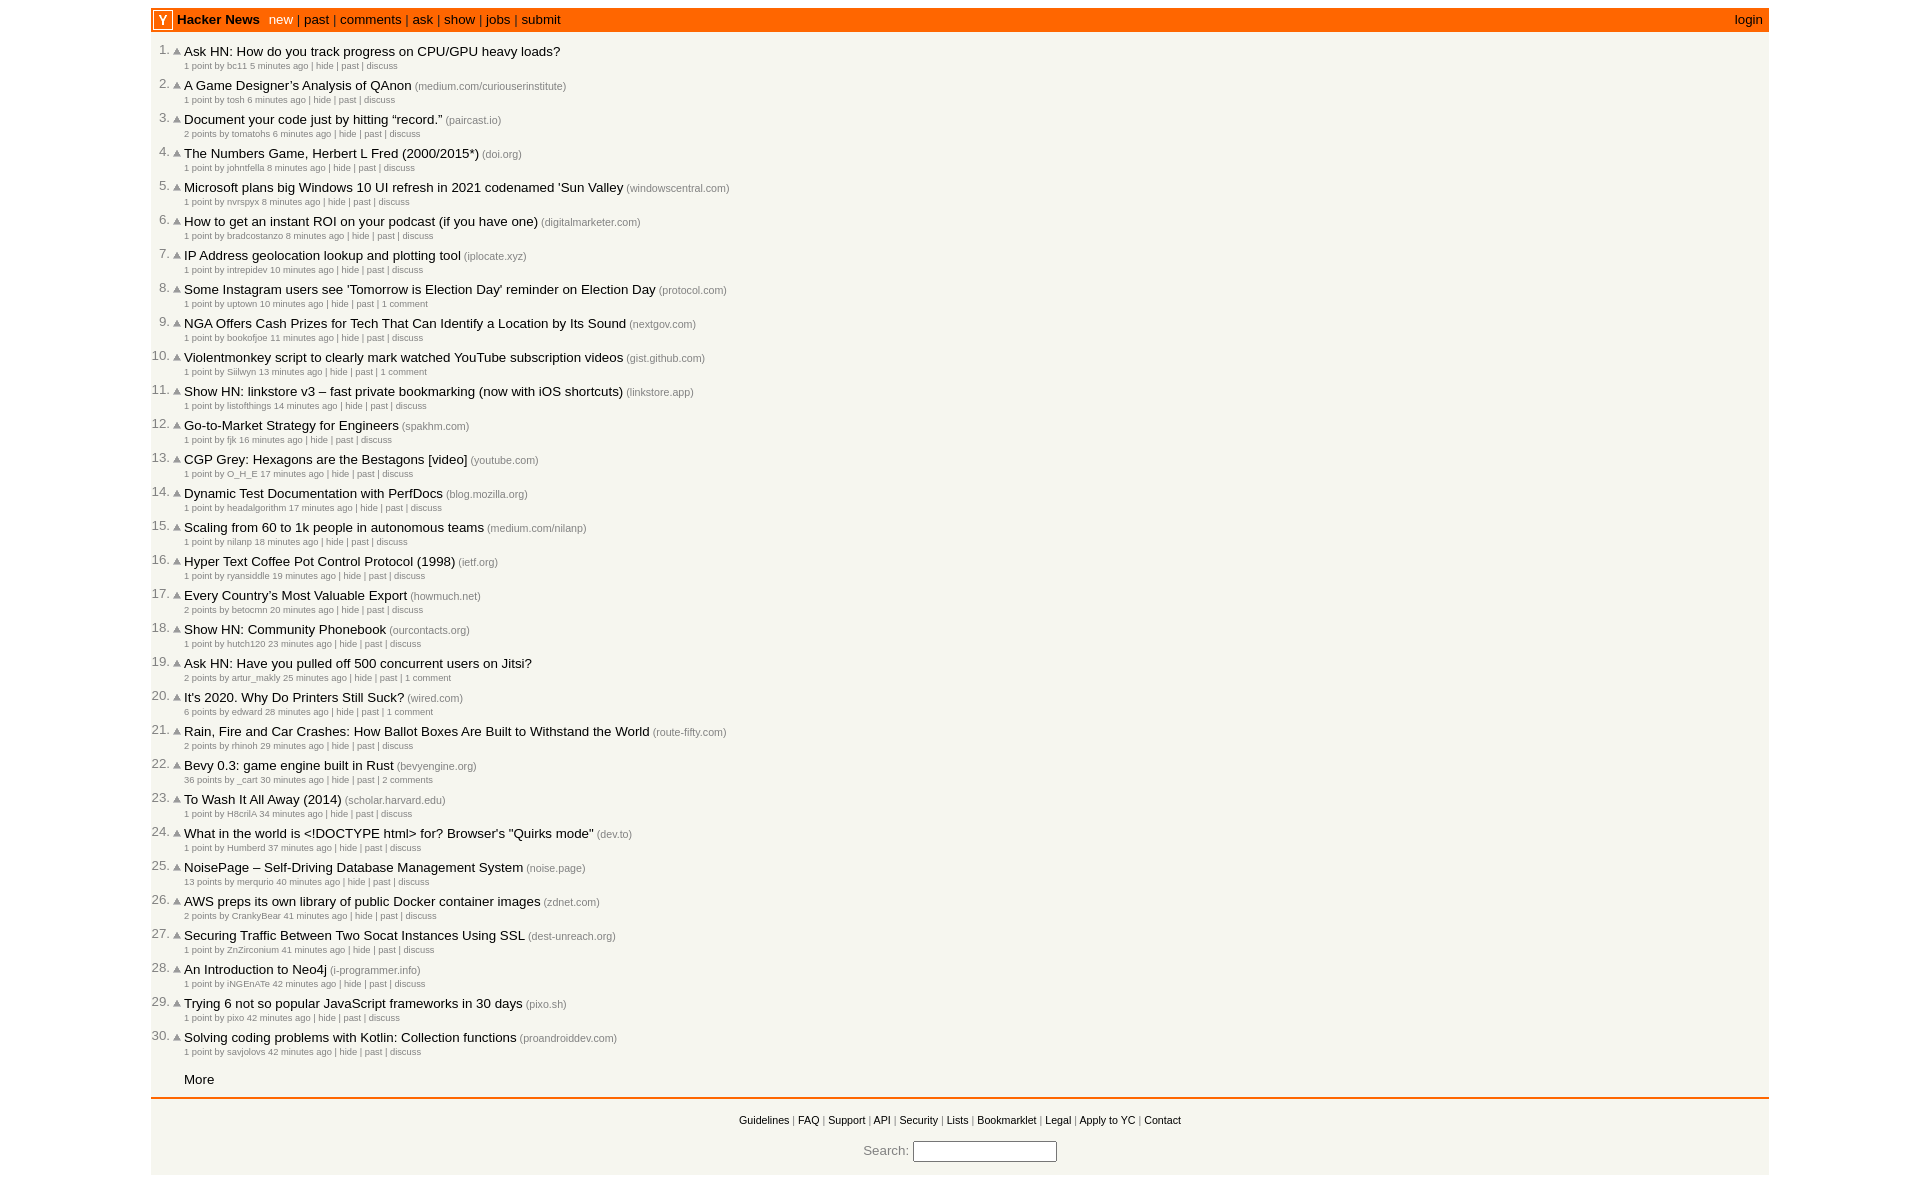 Y Hacker News new | past | comments | ask | show | jobs | submit login
1. Ask HN: How do you track progress on CPU/GPU heavy loads?
1 point by bc11 5 minutes ago | hide | past | discuss
2. A Game Designer’s Analysis of QAnon (medium.com/curiouserinstitute)
1 point by tosh 6 minutes ago | hide | past | discuss
3. Document your code just by hitting “record.” (paircast.io)
2 points by tomatohs 6 minutes ago | hide | past | discuss
4. The Numbers Game, Herbert L Fred (2000/2015*) (doi.org)
1 point by johntfella 8 minutes ago | hide | past | discuss
5. Microsoft plans big Windows 10 UI refresh in 2021 codenamed 'Sun Valley (windowscentral.com)
1 point by nvrspyx 8 minutes ago | hide | past | discuss
6. How to get an instant ROI on your podcast (if you have one) (digitalmarketer.com)
1 point by bradcostanzo 8 minutes ago | hide | past | discuss
7. IP Address geolocation lookup and plotting tool (iplocate.xyz)
1 point by intrepidev 10 minutes ago | hide | past | discuss
8. Some Instagram users see 'Tomorrow is Election Day' reminder on Election Day (protocol.com)
1 point by uptown 10 minutes ago | hide | past | 1 comment
9. NGA Offers Cash Prizes for Tech That Can Identify a Location by Its Sound (nextgov.com)
1 point by bookofjoe 11 minutes ago | hide | past | discuss
10. Violentmonkey script to clearly mark watched YouTube subscription videos (gist.github.com)
1 point by Siilwyn 13 minutes ago | hide | past | 1 comment
11. Show HN: linkstore v3 – fast private bookmarking (now with iOS shortcuts) (linkstore.app)
1 point by listofthings 14 minutes ago | hide | past | discuss
12. Go-to-Market Strategy for Engineers (spakhm.com)
1 point by fjk 16 minutes ago | hide | past | discuss
13. CGP Grey: Hexagons are the Bestagons [video] (youtube.com)
1 point by O_H_E 17 minutes ago | hide | past | discuss
14. Dynamic Test Documentation with PerfDocs (blog.mozilla.org)
1 point by headalgorithm 17 minutes ago | hide | past | discuss
15. Scaling from 60 to 1k people in autonomous teams (medium.com/nilanp)
1 point by nilanp 18 minutes ago | hide | past | discuss
16. Hyper Text Coffee Pot Control Protocol (1998) (ietf.org)
1 point by ryansiddle 19 minutes ago | hide | past | discuss
17. Every Country’s Most Valuable Export (howmuch.net)
2 points by betocmn 20 minutes ago | hide | past | discuss
18. Show HN: Community Phonebook (ourcontacts.org)
1 point by hutch120 23 minutes ago | hide | past | discuss
19. Ask HN: Have you pulled off 500 concurrent users on Jitsi?
2 points by artur_makly 25 minutes ago | hide | past | 1 comment
20. It's 2020. Why Do Printers Still Suck? (wired.com)
6 points by edward 28 minutes ago | hide | past | 1 comment
21. Rain, Fire and Car Crashes: How Ballot Boxes Are Built to Withstand the World (route-fifty.com)
2 points by rhinoh 29 minutes ago | hide | past | discuss
22. Bevy 0.3: game engine built in Rust (bevyengine.org)
36 points by _cart 30 minutes ago | hide | past | 2 comments
23. To Wash It All Away (2014) (scholar.harvard.edu)
1 point by H8crilA 34 minutes ago | hide | past | discuss
24. What in the world is <!DOCTYPE html> for? Browser's "Quirks mode" (dev.to)
1 point by Humberd 37 minutes ago | hide | past | discuss
25. NoisePage – Self-Driving Database Management System (noise.page)
13 points by merqurio 40 minutes ago | hide | past | discuss
26. AWS preps its own library of public Docker container images (zdnet.com)
2 points by CrankyBear 41 minutes ago | hide | past | discuss
27. Securing Traffic Between Two Socat Instances Using SSL (dest-unreach.org)
1 point by ZnZirconium 41 minutes ago | hide | past | discuss
28. An Introduction to Neo4j (i-programmer.info)
1 point by iNGEnATe 42 minutes ago | hide | past | discuss
29. Trying 6 not so popular JavaScript frameworks in 30 days (pixo.sh)
1 point by pixo 42 minutes ago | hide | past | discuss
30. Solving coding problems with Kotlin: Collection functions (proandroiddev.com)
1 point by savjolovs 42 minutes ago | hide | past | discuss
More
Guidelines | FAQ | Support | API | Security | Lists | Bookmarklet | Legal | Apply to YC | Contact
Search: